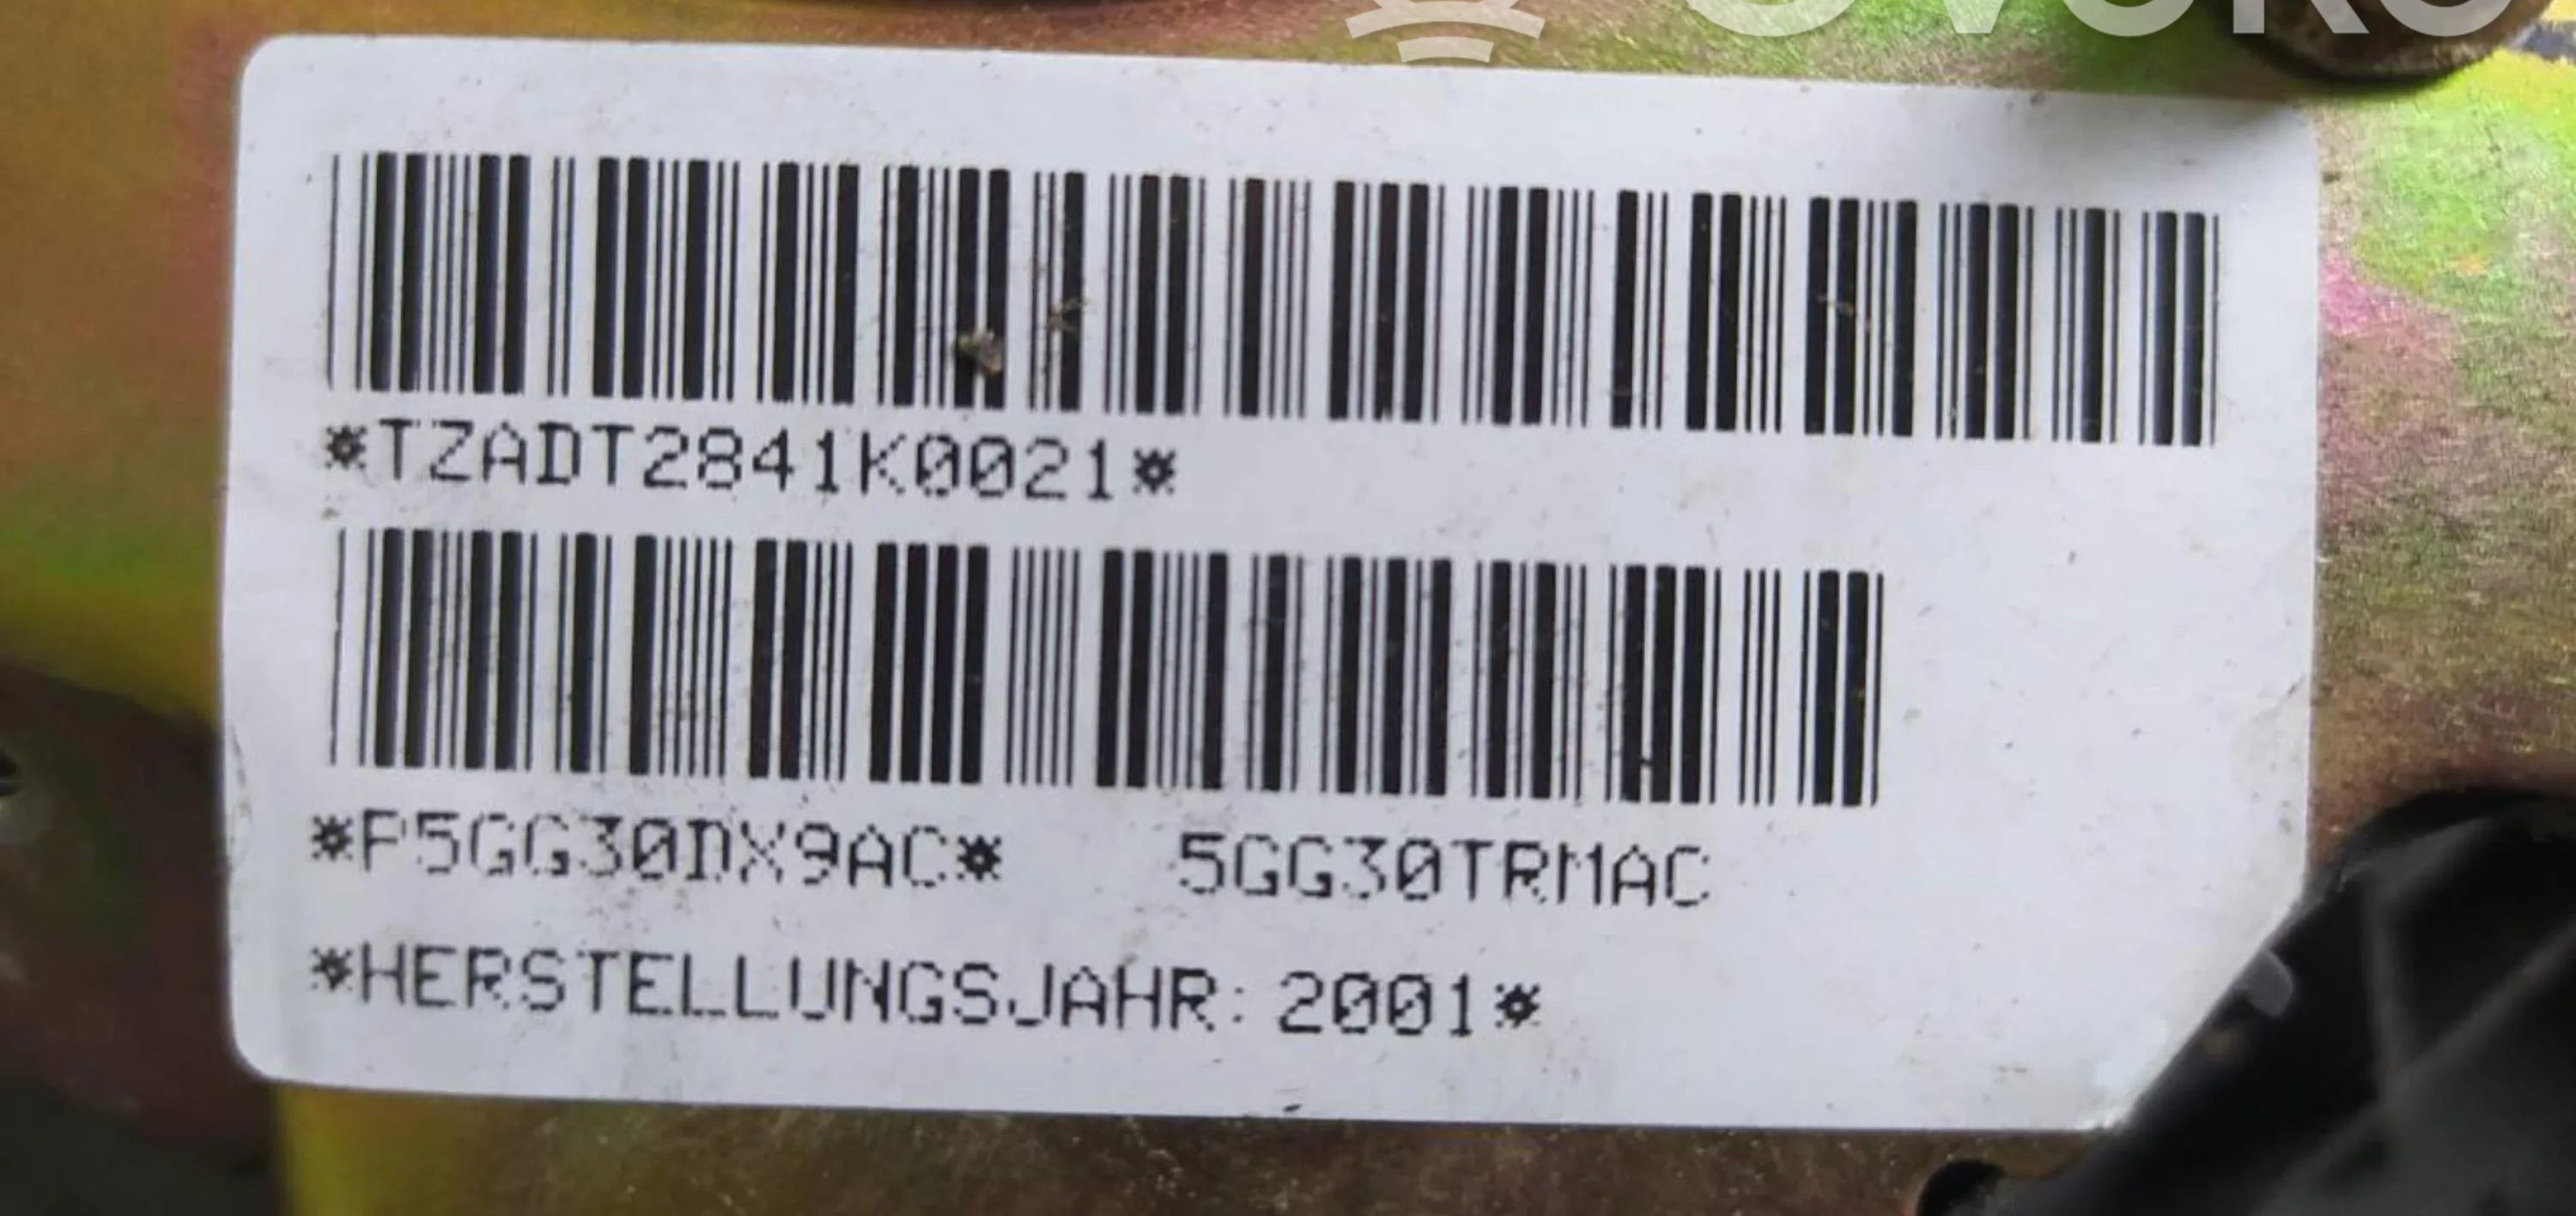 *TZADT2841K0021*
*P5GG30DX9AC* 5GG30TRMAC
*HERSTELLUNGSJAHR: 2001*